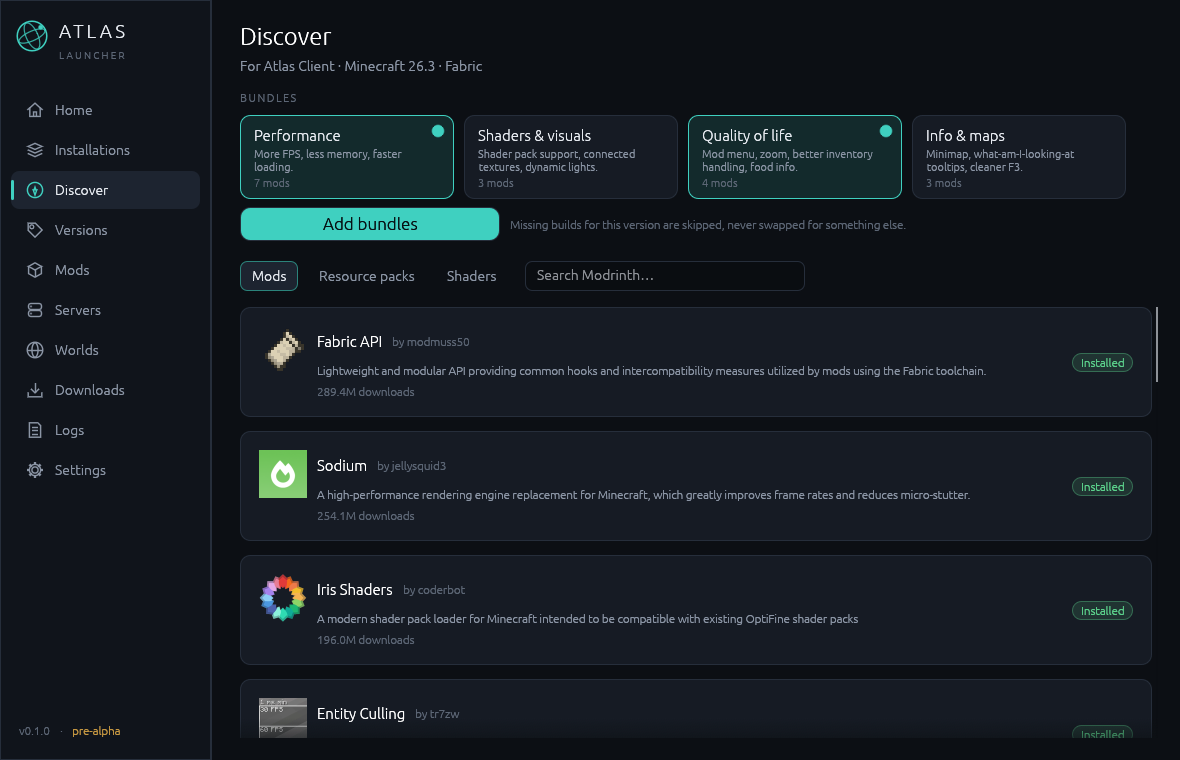 ATLAS
LAUNCHER
Home
Installations
Discover
Versions
Mods
Servers
Worlds
Downloads
Logs
Settings
v0.1.0 · pre-alpha
Discover
For Atlas Client · Minecraft 26.3 · Fabric
BUNDLES
Performance
More FPS, less memory, faster
loading.
7 mods
Shaders & visuals
Shader pack support, connected
textures, dynamic lights.
3 mods
Quality of life
Mod menu, zoom, better inventory
handling, food info.
4 mods
Info & maps
Minimap, what-am-I-looking-at
tooltips, cleaner F3.
3 mods
Add bundles
Missing builds for this version are skipped, never swapped for something else.
Mods
Resource packs
Shaders
Search Modrinth…
Fabric API by modmuss50
Lightweight and modular API providing common hooks and intercompatibility measures utilized by mods using the Fabric toolchain.
289.4M downloads
Installed
Sodium by jellysquid3
A high-performance rendering engine replacement for Minecraft, which greatly improves frame rates and reduces micro-stutter.
254.1M downloads
Installed
Iris Shaders by coderbot
A modern shader pack loader for Minecraft intended to be compatible with existing OptiFine shader packs
196.0M downloads
Installed
30 FPS
60 FPS
Entity Culling by tr7zw
Installed